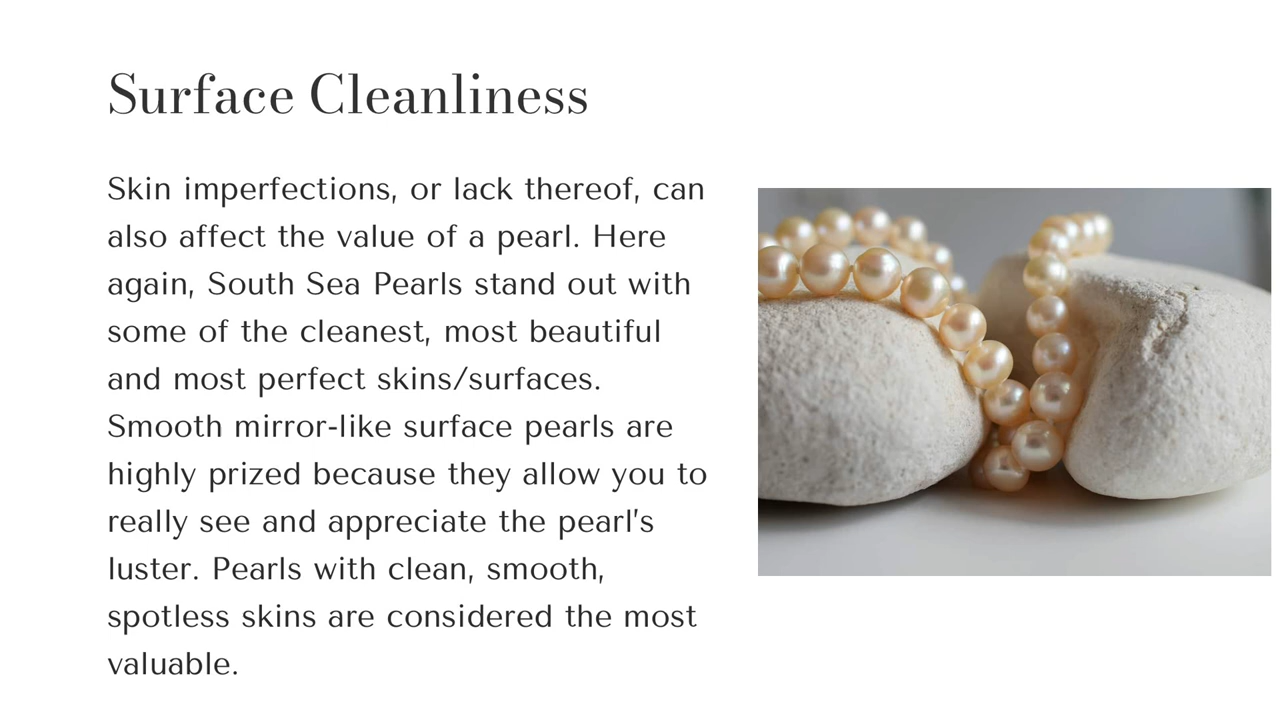 Surface Cleanliness
Skin imperfections, or lack thereof, can
also affect the value of a pearl. Here
again, South Sea Pearls stand out with
some of the cleanest, most beautiful
and most perfect skins/surfaces.
Smooth mirror-like surface pearls are
highly prized because they allow you to
really see and appreciate the pearl's
luster. Pearls with clean, smooth,
spotless skins are considered the most
valuable.